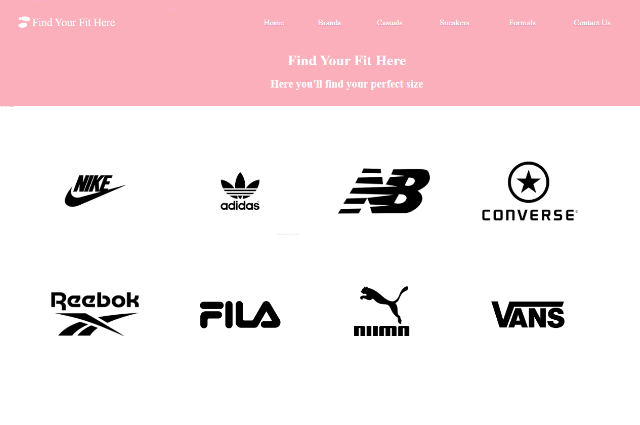 Find Your Fit Here
Home Brands Casuals Sneakers Formals Contact Us
Find Your Fit Here
Here you'll find your perfect size
NIKE
adidas
NB
CONVERSE
Reebok
FILA
PUMA
VANS